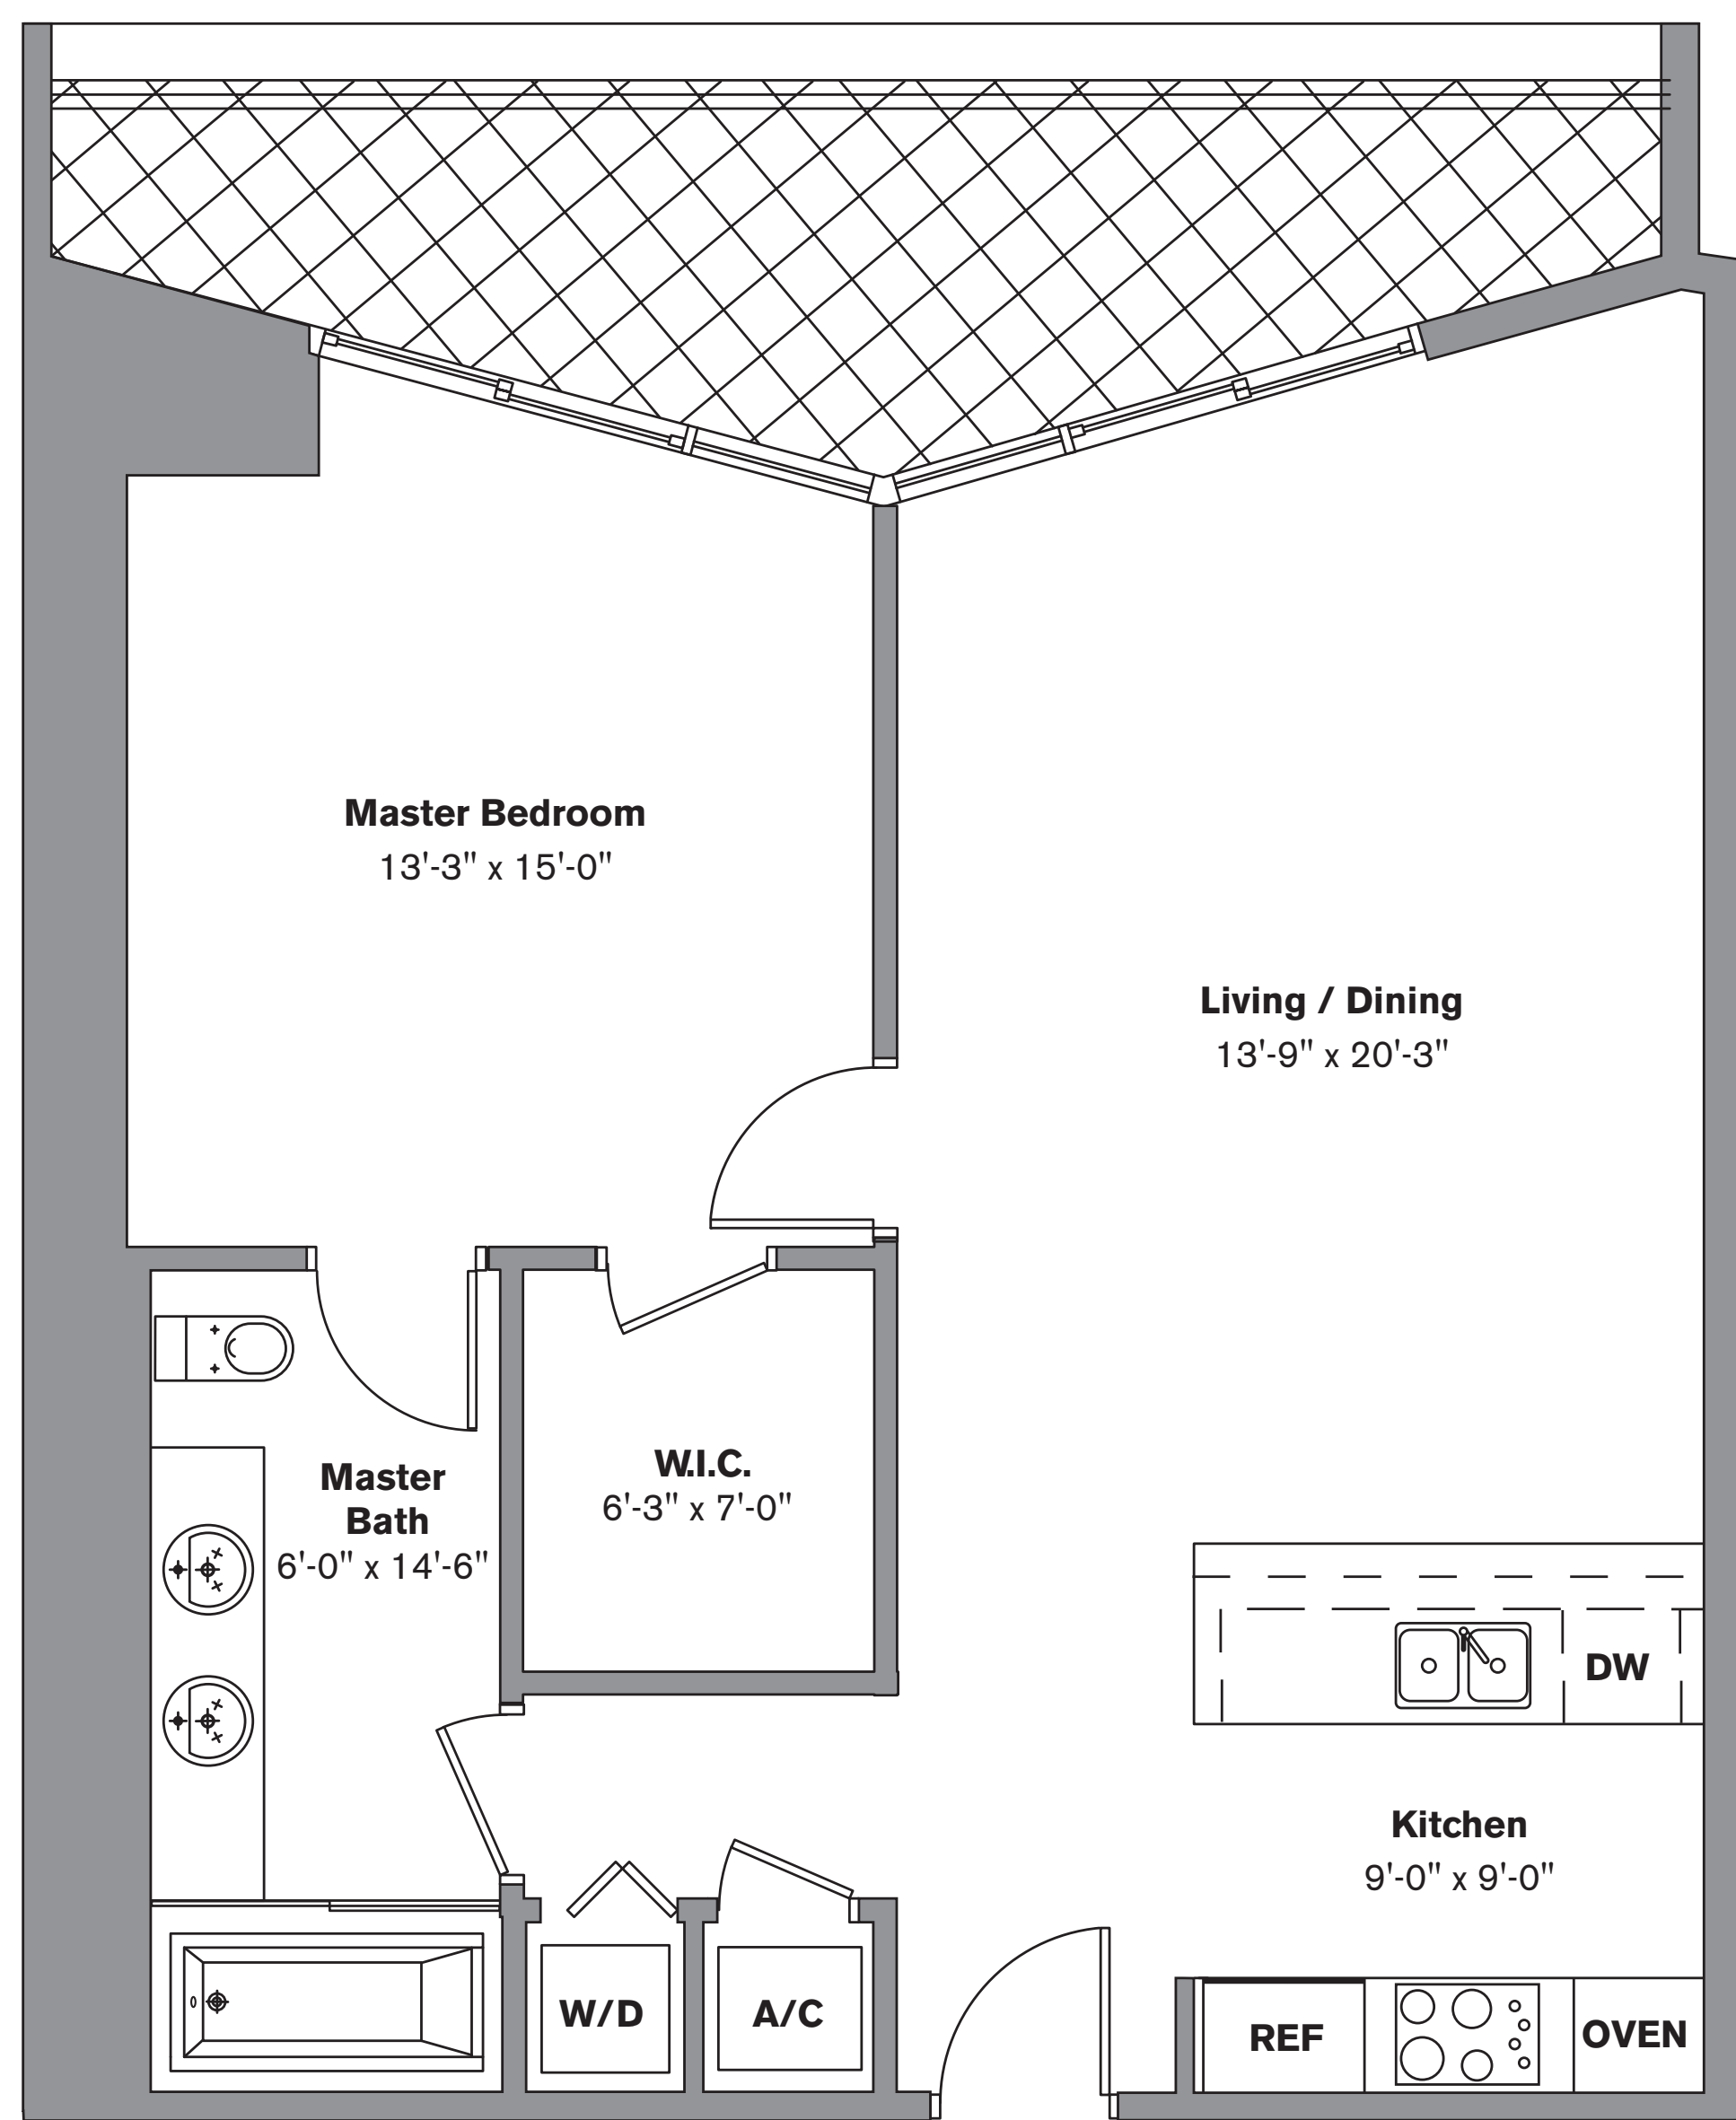 Master Bedroom
13'-3" x 15'-0"
Living / Dining
13'-9" x 20'-3"
Master
Bath
6'-0" x 14'-6"
W.I.C.
6'-3" x 7'-0"
DW
Kitchen
9'-0" x 9'-0"
W/D
A/C
REF
OVEN